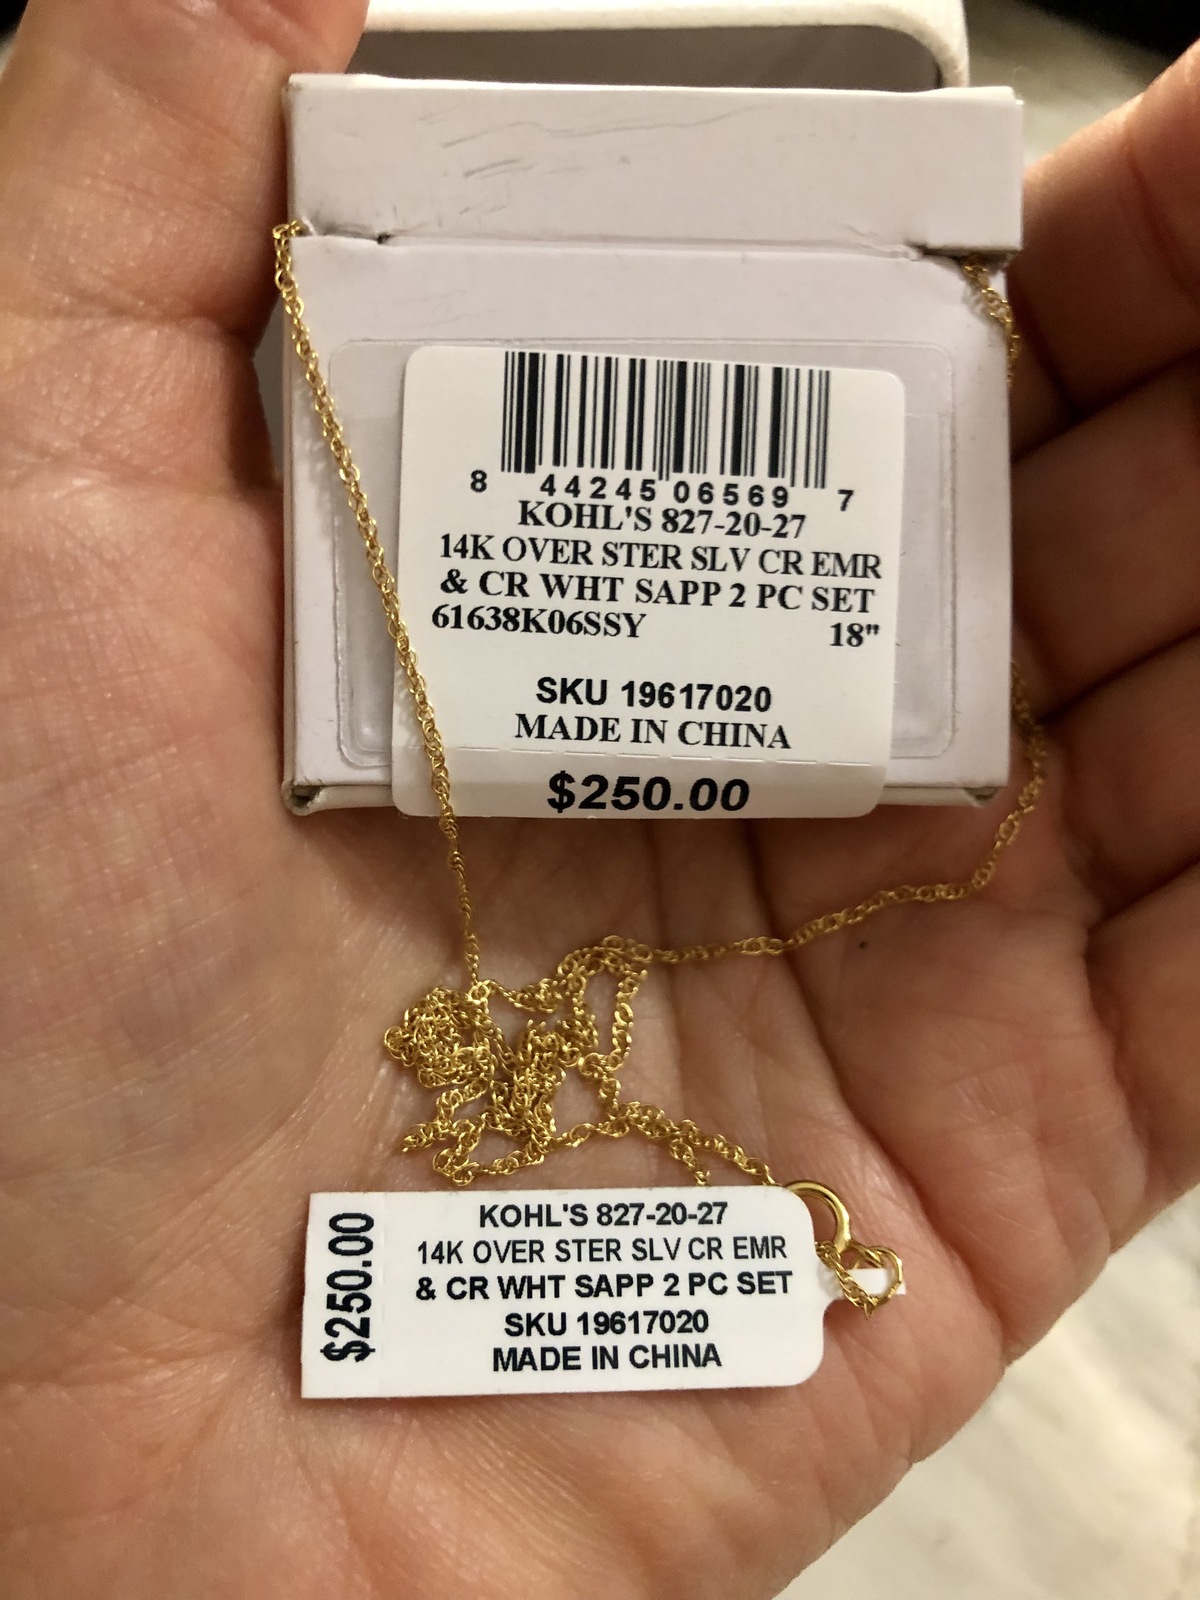 8 44245 06569 7
KOHL'S 827-20-27
14K OVER STER SLV CR EMR
& CR WHT SAPP 2 PC SET
61638K06SSY 18"
SKU 19617020
MADE IN CHINA
$250.00
$250.00
KOHL'S 827-20-27
14K OVER STER SLV CR EMR
& CR WHT SAPP 2 PC SET
SKU 19617020
MADE IN CHINA